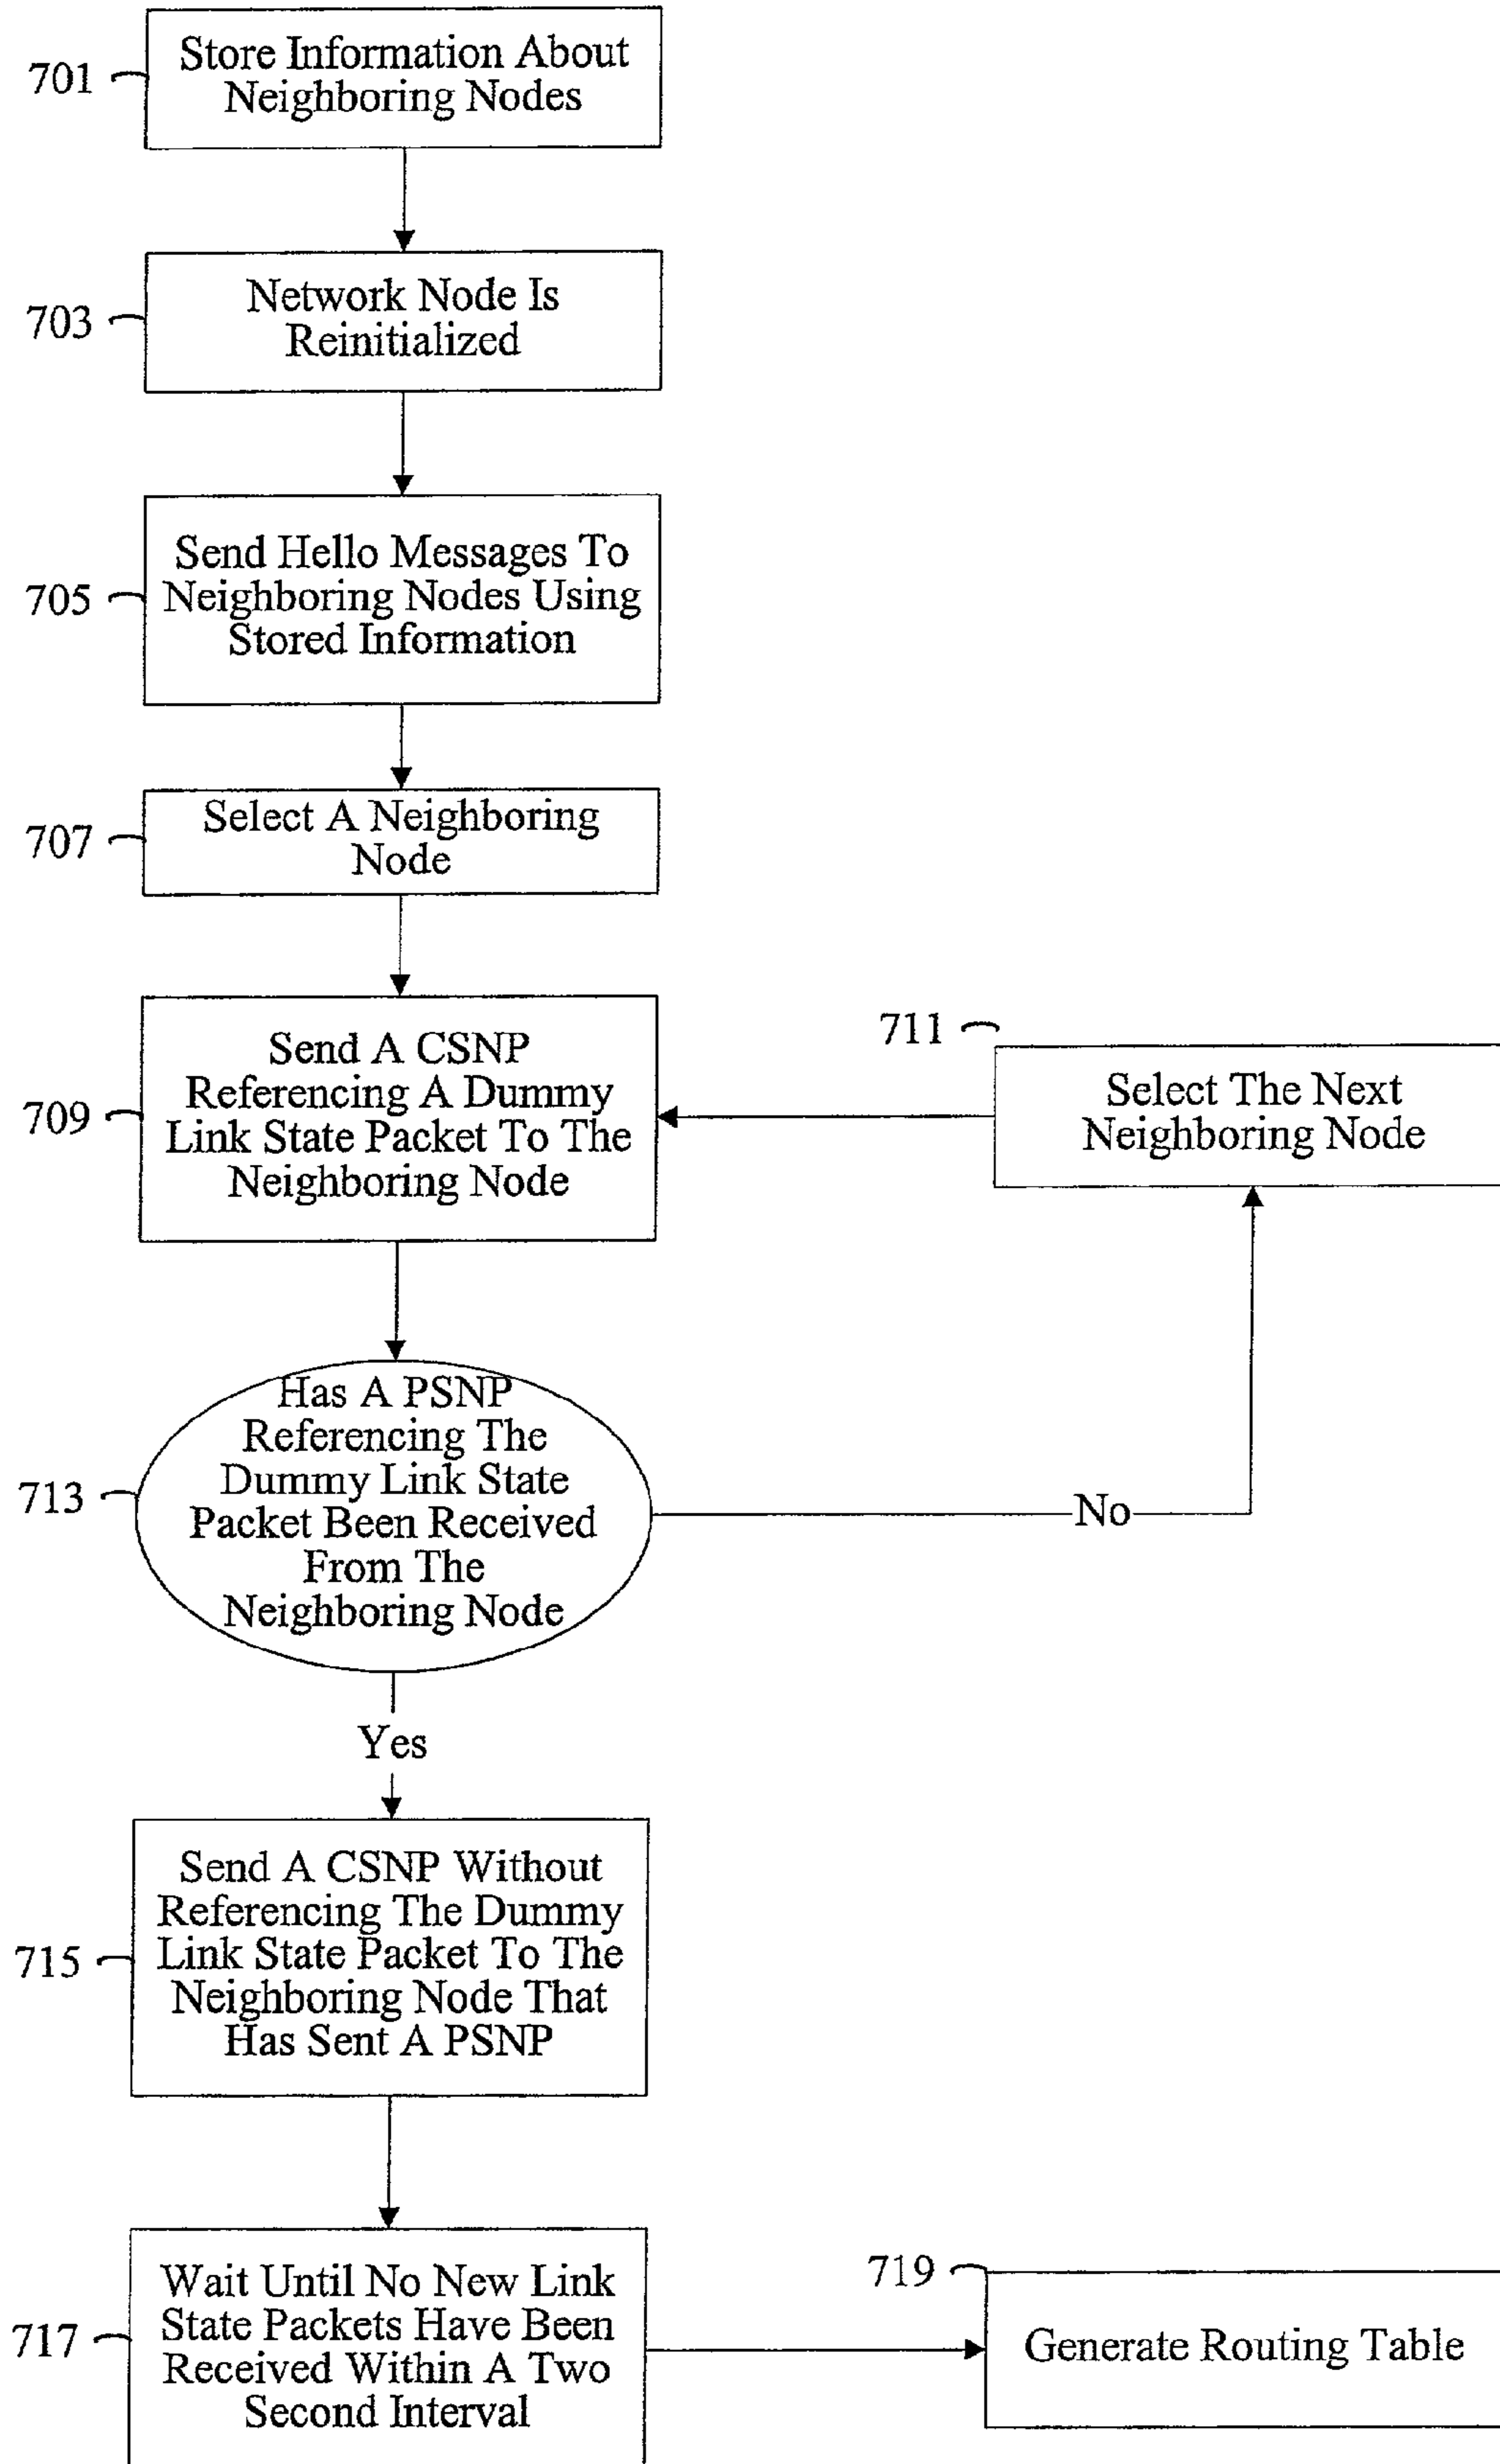 701
Store Information About
Neighboring Nodes
703
Network Node Is
Reinitialized
705
Send Hello Messages To
Neighboring Nodes Using
Stored Information
707
Select A Neighboring
Node
709
Send A CSNP
Referencing A Dummy
Link State Packet To The
Neighboring Node
711
Select The Next
Neighboring Node
713
Has A PSNP
Referencing The
Dummy Link State
Packet Been Received
From The
Neighboring Node
No
Yes
715
Send A CSNP Without
Referencing The Dummy
Link State Packet To The
Neighboring Node That
Has Sent A PSNP
717
Wait Until No New Link
State Packets Have Been
Received Within A Two
Second Interval
719
Generate Routing Table